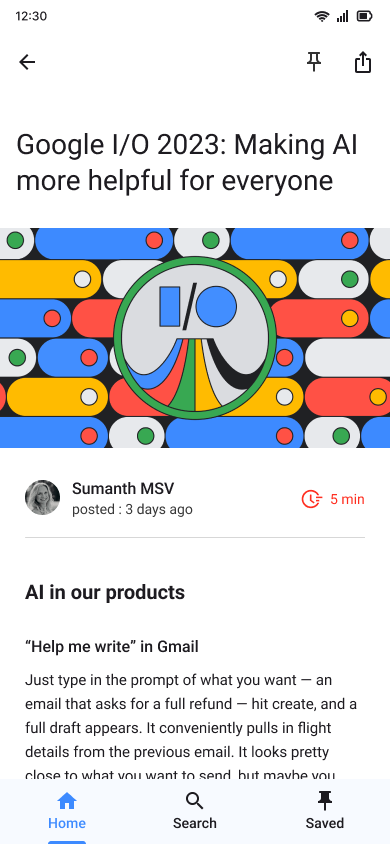 12:30
Google I/O 2023: Making AI
more helpful for everyone
I/O
Sumanth MSV
posted : 3 days ago
5 min
AI in our products
“Help me write” in Gmail
Just type in the prompt of what you want — an
email that asks for a full refund — hit create, and a
full draft appears. It conveniently pulls in flight
details from the previous email. It looks pretty
close to what you want to send, but maybe you
Home
Search
Saved